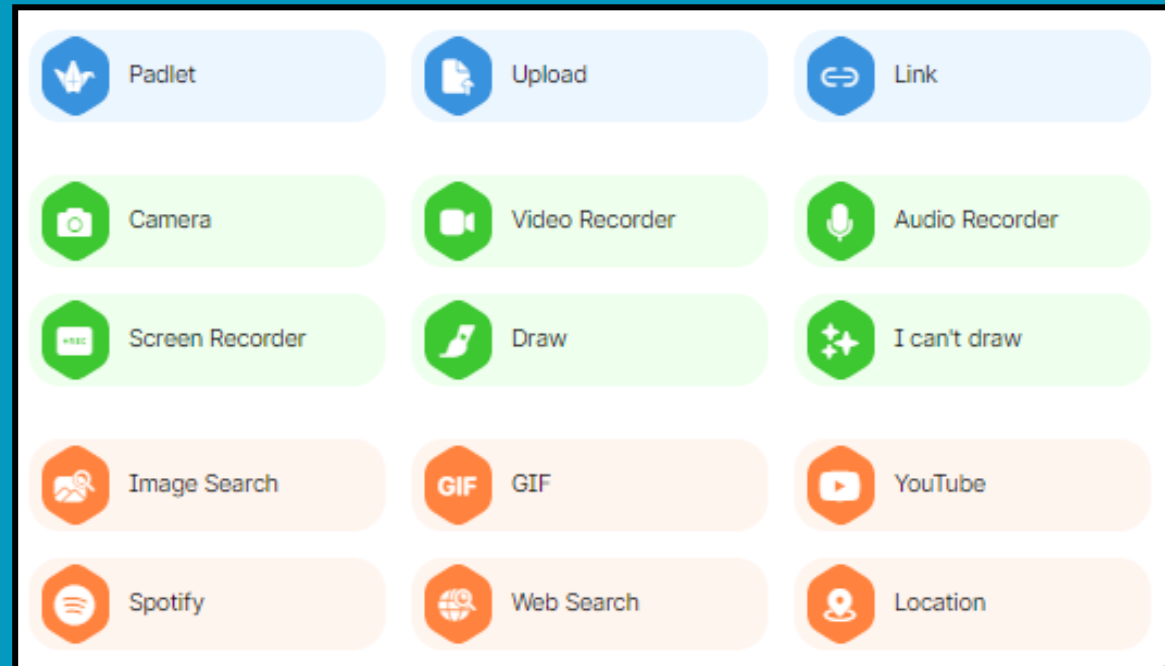 Padlet
Upload
Link
Camera
Video Recorder
Audio Recorder
Screen Recorder
Draw
I can't draw
Image Search
GIF
GIF
YouTube
Spotify
Web Search
Location